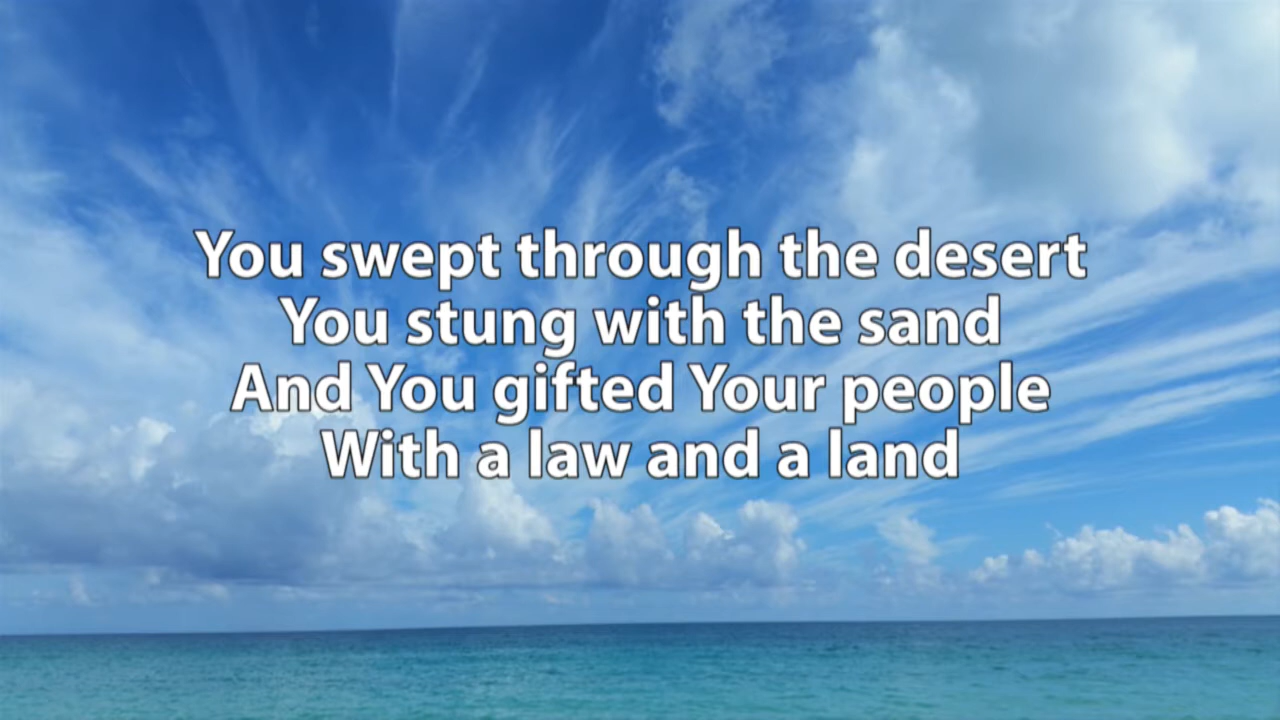 You swept through the desert
You stung with the sand
And You gifted Your people
With a law and a land